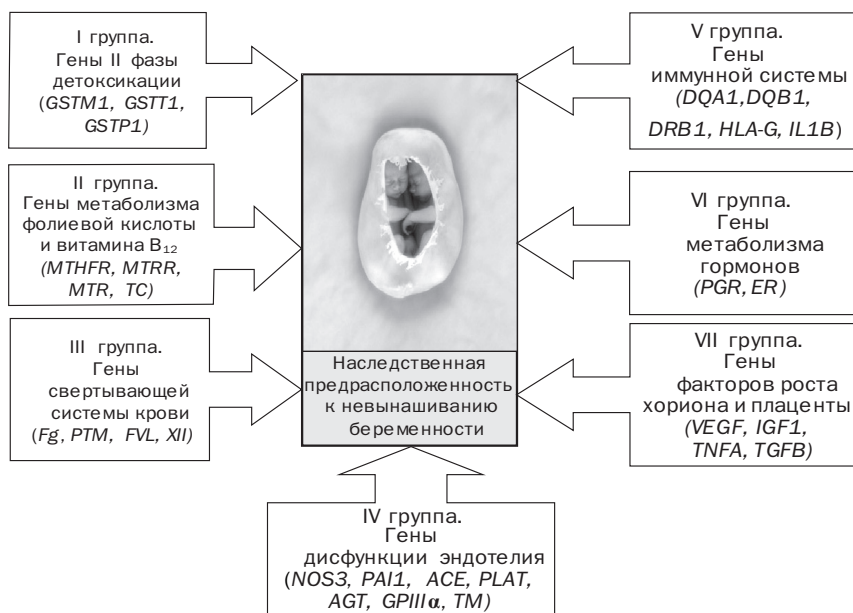 I группа.
Гены II фазы
детоксикации
(GSTM1, GSTT1,
GSTP1)
II группа.
Гены метаболизма
фолиевой кислоты
и витамина B₁₂
(MTHFR, MTRR,
MTR, TC)
III группа.
Гены
свертывающей
системы крови
(Fg, PTM, FVL, XII)
Наследственная
предрасположенность
к невынашиванию
беременности
IV группа.
Гены
дисфункции эндотелия
(NOS3, PAI1, ACE, PLAT,
AGT, GPIIIα, TM)
V группа.
Гены
иммунной системы
(DQA1,DQB1,
DRB1, HLA-G, IL1B)
VI группа.
Гены
метаболизма
гормонов
(PGR, ER)
VII группа.
Гены
факторов роста
хориона и плаценты
(VEGF, IGF1,
TNFA, TGFB)